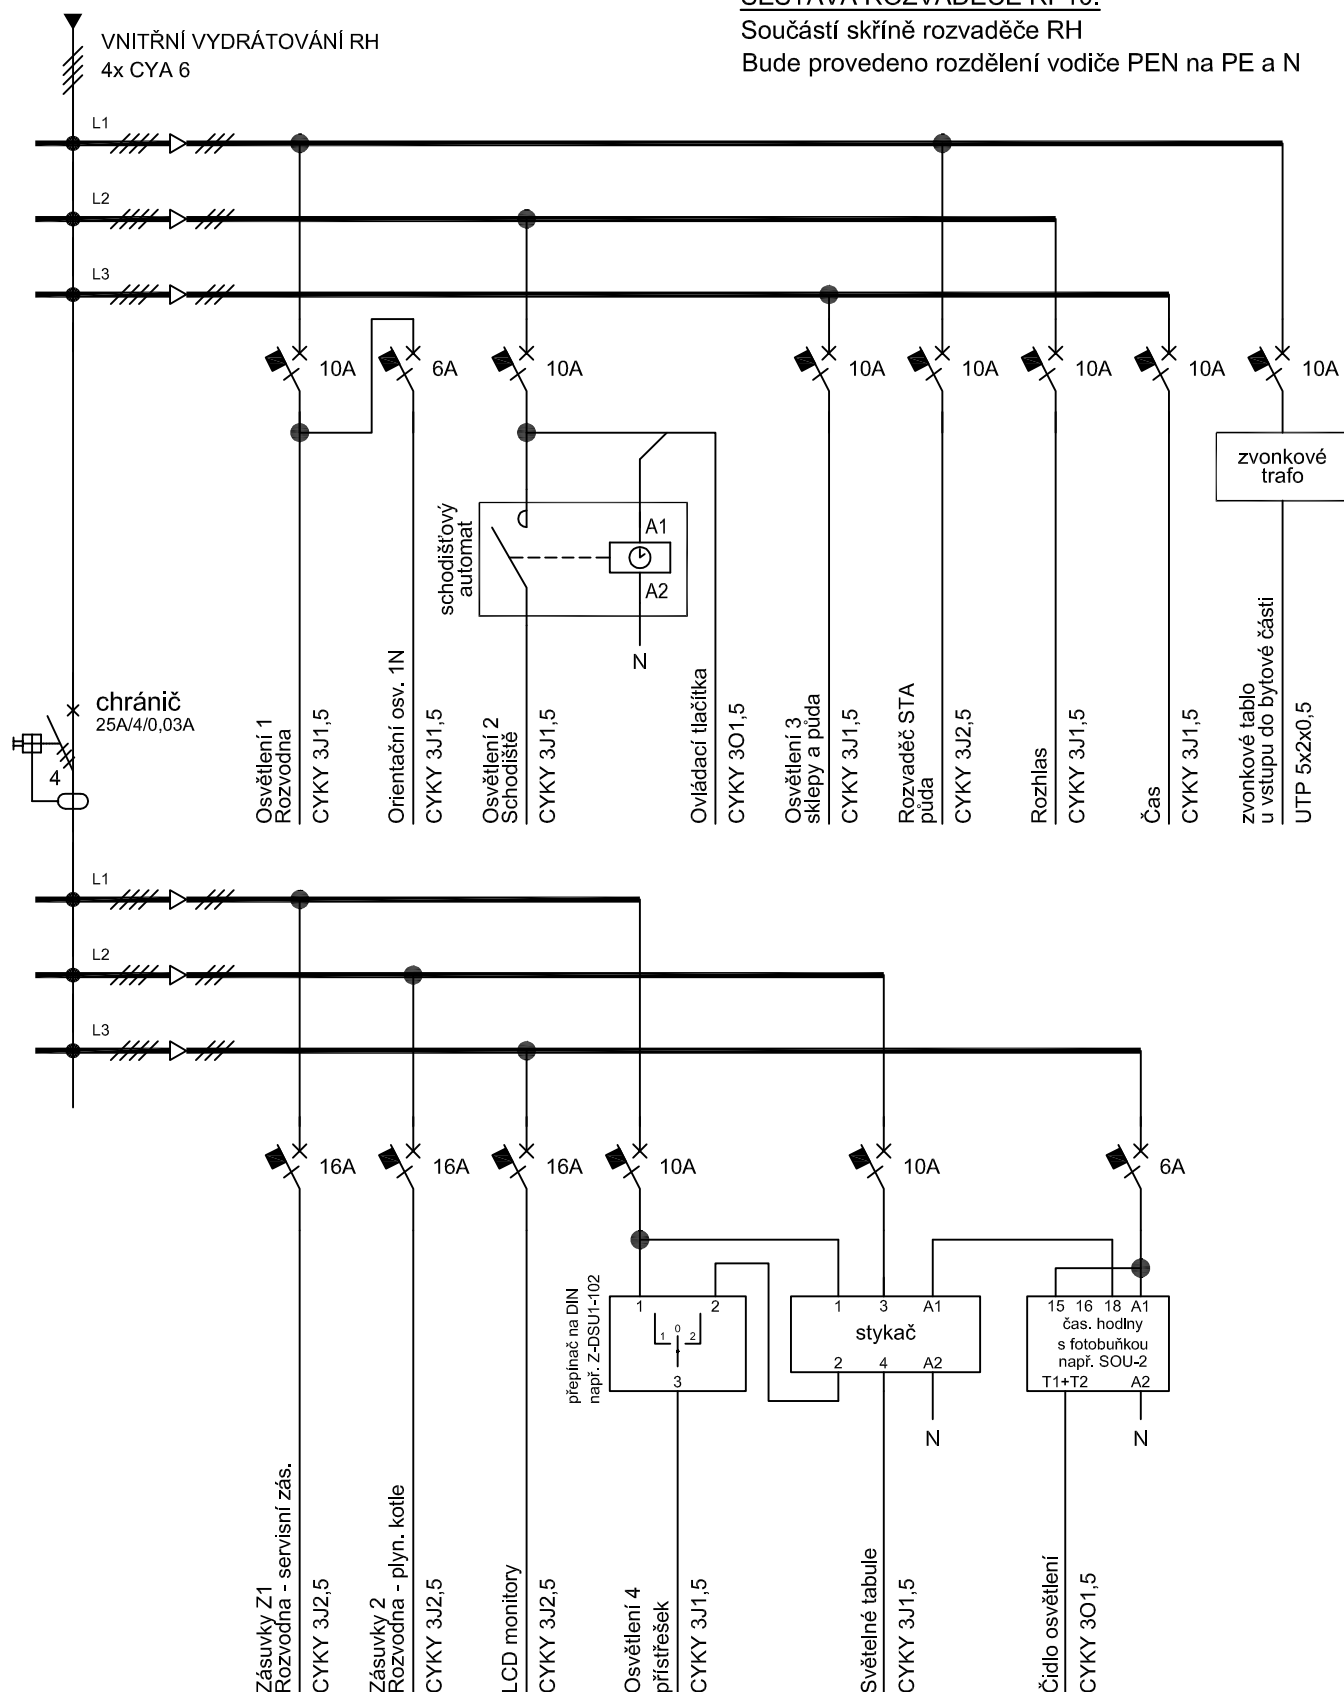 Součástí skříně rozvaděče RH
Bude provedeno rozdělení vodiče PEN na PE a N
VNITŘNÍ VYDRÁTOVÁNÍ RH
4x CYA 6
L1
L2
L3
10A
6A
10A
10A
10A
10A
10A
10A
zvonkové
trafo
schodišťový
automat
A1
A2
N
chránič
25A/4/0,03A
4
Osvětlení 1
Rozvodna
CYKY 3J1,5
Orientační osv. 1N
CYKY 3J1,5
Osvětlení 2
Schodiště
CYKY 3J1,5
Ovládací tlačítka
CYKY 3O1,5
Osvětlení 3
sklepy a půda
CYKY 3J1,5
Rozvaděč STA
půda
CYKY 3J2,5
Rozhlas
CYKY 3J1,5
Čas
CYKY 3J1,5
zvonkové tablo
u vstupu do bytové části
UTP 5x2x0,5
L1
L2
L3
16A
16A
16A
10A
10A
6A
přepínač na DIN
např. Z-DSU1-102
1 2
1 0 2
3
1 3 A1
stykač
2 4 A2
N
15 16 18 A1
čas. hodiny
s fotobuňkou
např. SOU-2
T1+T2 A2
N
Zásuvky Z1
Rozvodna - servisní zás.
CYKY 3J2,5
Zásuvky 2
Rozvodna - plyn. kotle
CYKY 3J2,5
LCD monitory
CYKY 3J2,5
Osvětlení 4
přístřešek
CYKY 3J1,5
Světelné tabule
CYKY 3J1,5
Čidlo osvětlení
CYKY 3O1,5